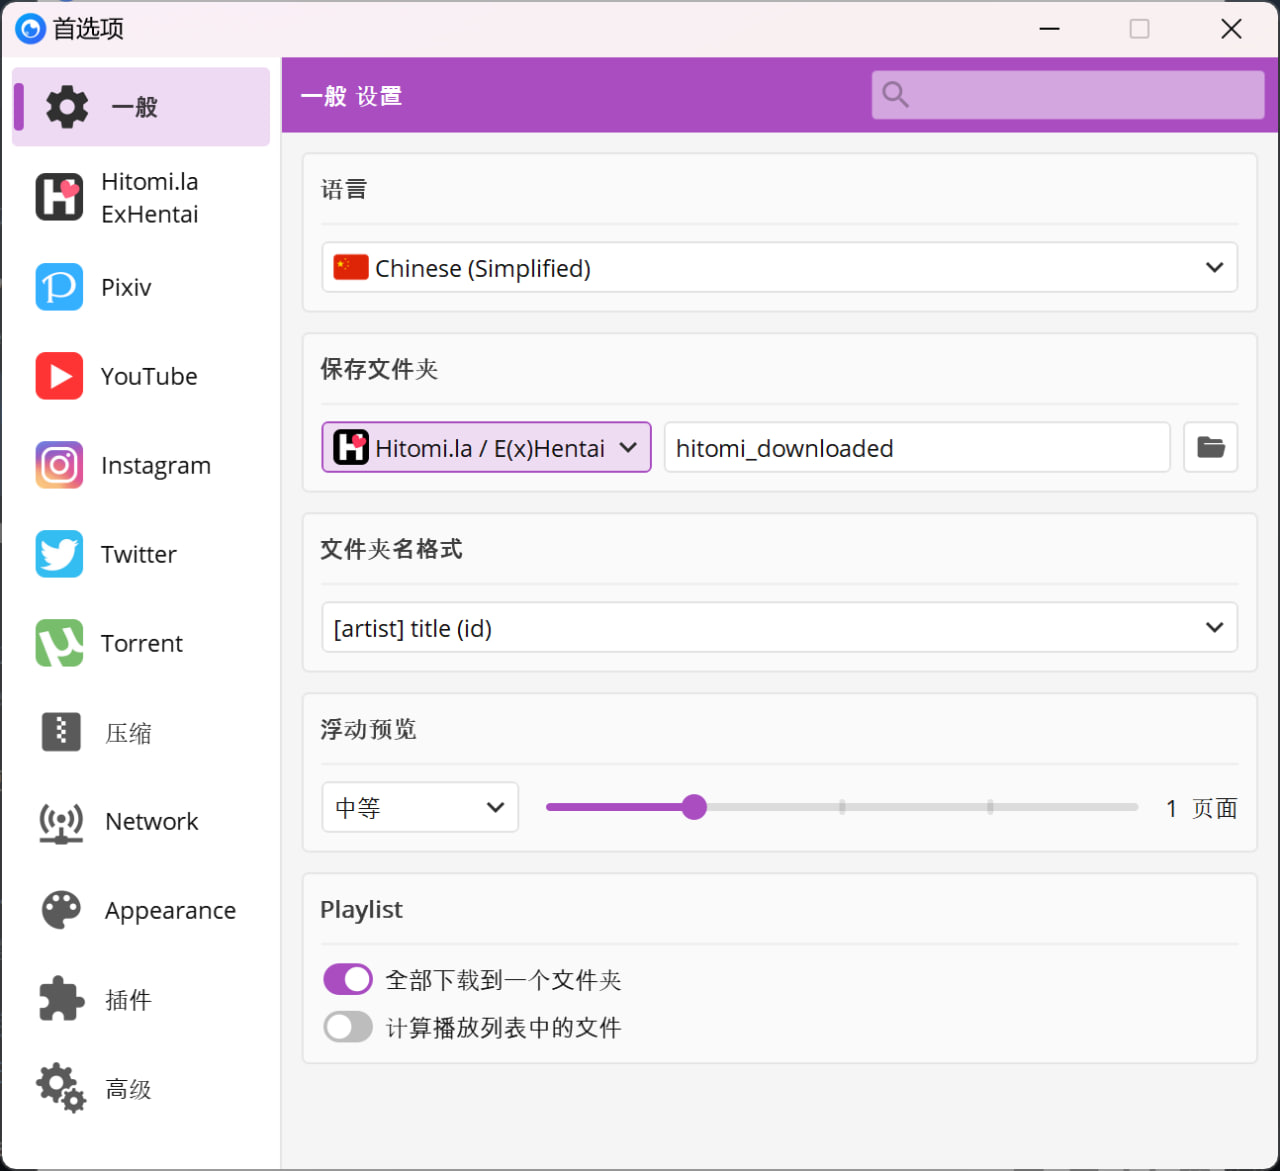 首选项
一般
Hitomi.la
ExHentai
Pixiv
YouTube
Instagram
Twitter
Torrent
压缩
Network
Appearance
插件
高级
一般 设置
语言
Chinese (Simplified)
保存文件夹
Hitomi.la / E(x)Hentai
hitomi_downloaded
文件夹名格式
[artist] title (id)
浮动预览
中等
1 页面
Playlist
全部下载到一个文件夹
计算播放列表中的文件